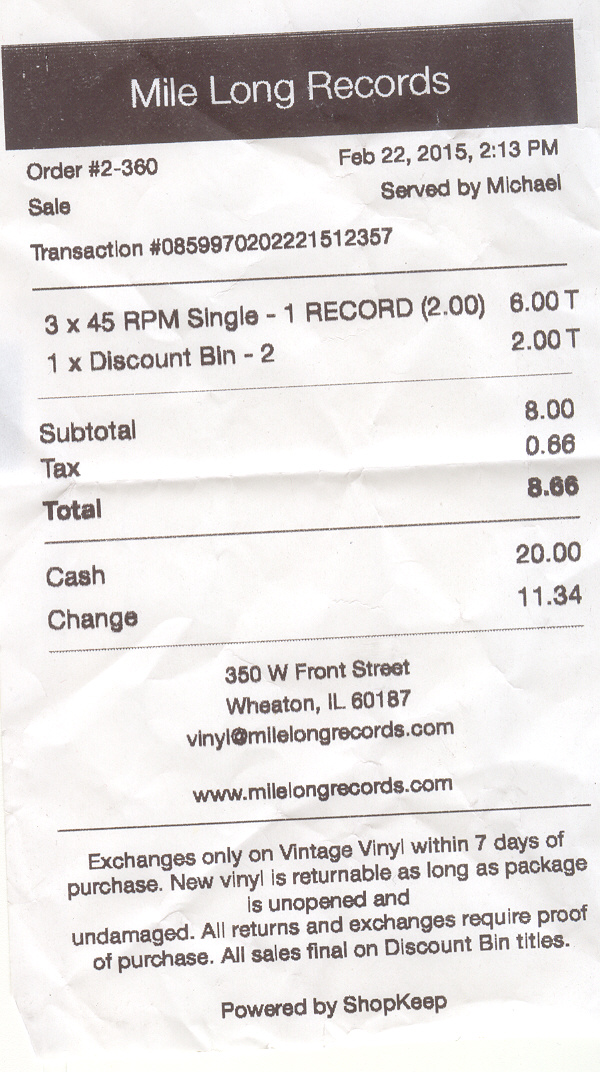 Mile Long Records
Order #2-360 Feb 22, 2015, 2:13 PM
Sale Served by Michael
Transaction #0859970202221512357
3 x 45 RPM Single - 1 RECORD (2.00) 6.00 T
1 x Discount Bin - 2 2.00 T
Subtotal 8.00
Tax 0.66
Total 8.66
Cash 20.00
Change 11.34
350 W Front Street
Wheaton, IL 60187
vinyl@milelongrecords.com
www.milelongrecords.com
Exchanges only on Vintage Vinyl within 7 days of
purchase. New vinyl is returnable as long as package
is unopened and
undamaged. All returns and exchanges require proof
of purchase. All sales final on Discount Bin titles.
Powered by ShopKeep